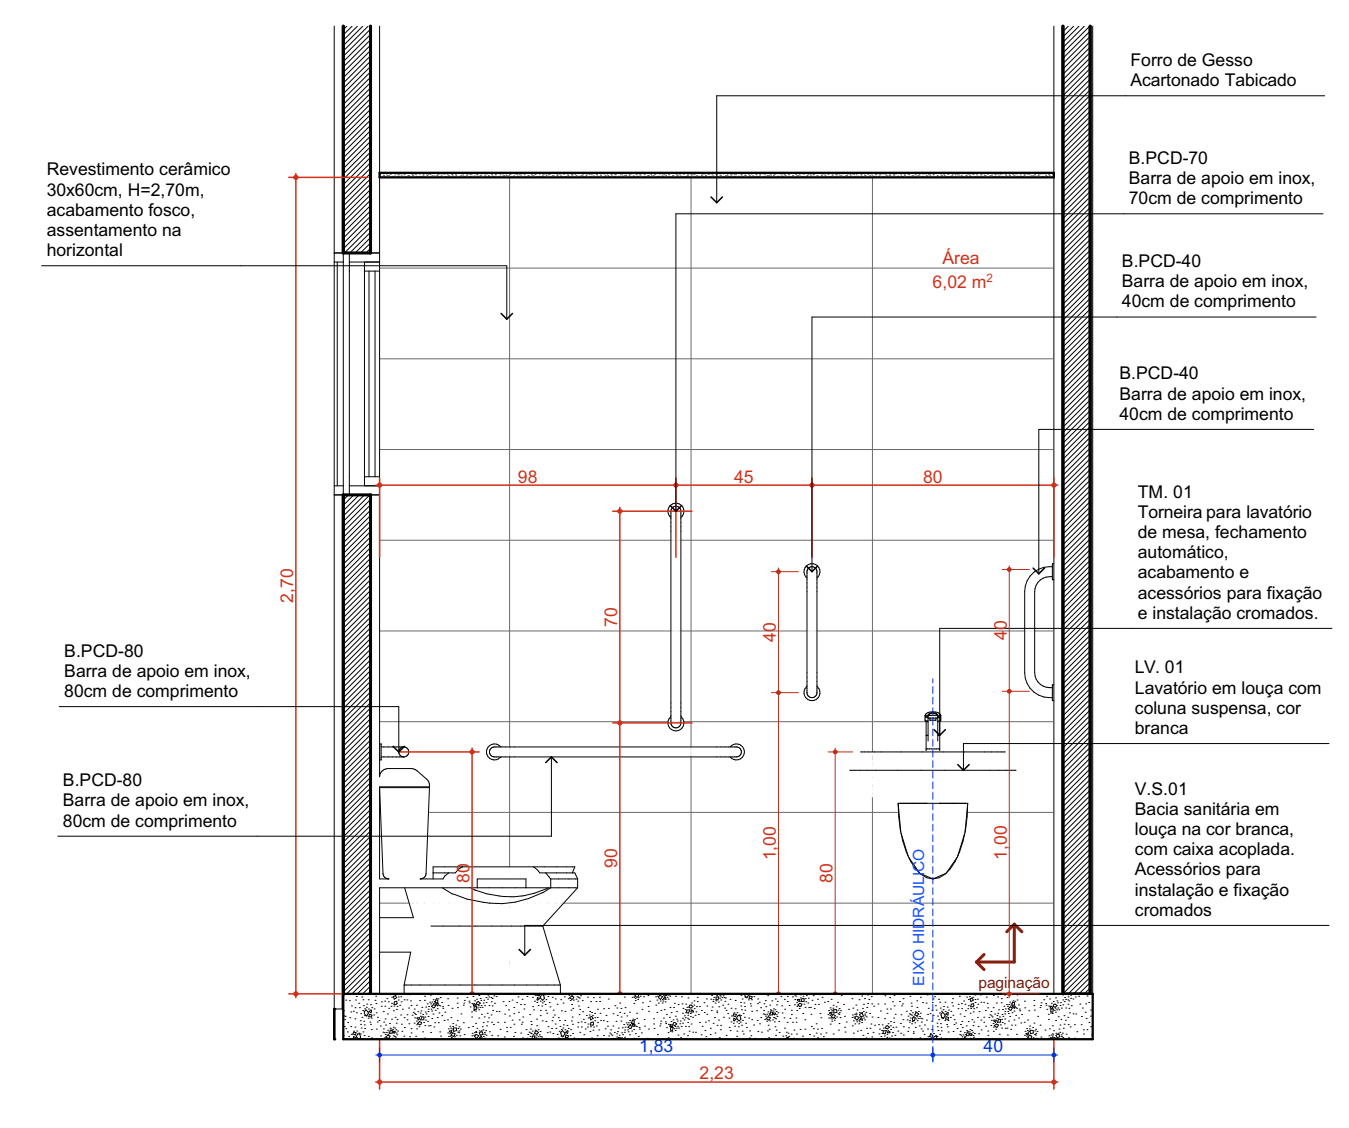 Forro de Gesso
Acartonado Tabicado
B.PCD-70
Barra de apoio em inox,
70cm de comprimento
Revestimento cerâmico
30x60cm, H=2,70m,
acabamento fosco,
assentamento na
horizontal
Área
6,02 m²
B.PCD-40
Barra de apoio em inox,
40cm de comprimento
B.PCD-40
Barra de apoio em inox,
40cm de comprimento
98
45
80
TM. 01
Torneira para lavatório
de mesa, fechamento
automático,
acabamento e
acessórios para fixação
e instalação cromados.
2,70
70
40
40
B.PCD-80
Barra de apoio em inox,
80cm de comprimento
LV. 01
Lavatório em louça com
coluna suspensa, cor
branca
B.PCD-80
Barra de apoio em inox,
80cm de comprimento
V.S.01
Bacia sanitária em
louça na cor branca,
com caixa acoplada.
Acessórios para
instalação e fixação
cromados
80
90
1,00
80
EIXO HIDRÁULICO
1,00
paginação
1,83
40
2,23